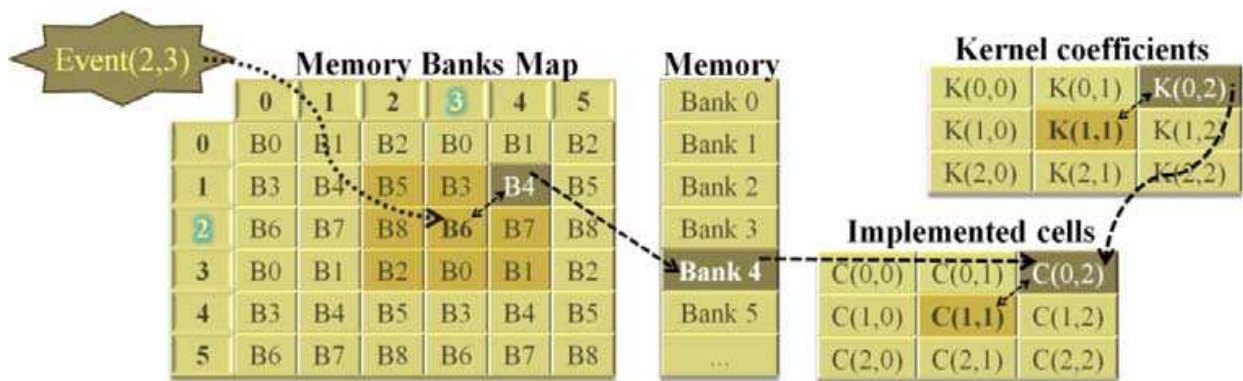 Event(2,3)
Memory Banks Map
0 1 2 3 4 5
0 B0 B1 B2 B0 B1 B2
1 B3 B4 B5 B3 B4 B5
2 B6 B7 B8 B6 B7 B8
3 B0 B1 B2 B0 B1 B2
4 B3 B4 B5 B3 B4 B5
5 B6 B7 B8 B6 B7 B8
Memory
Bank 0
Bank 1
Bank 2
Bank 3
Bank 4
Bank 5
...
Kernel coefficients
K(0,0) K(0,1) K(0,2)
K(1,0) K(1,1) K(1,2)
K(2,0) K(2,1) K(2,2)
Implemented cells
C(0,0) C(0,1) C(0,2)
C(1,0) C(1,1) C(1,2)
C(2,0) C(2,1) C(2,2)